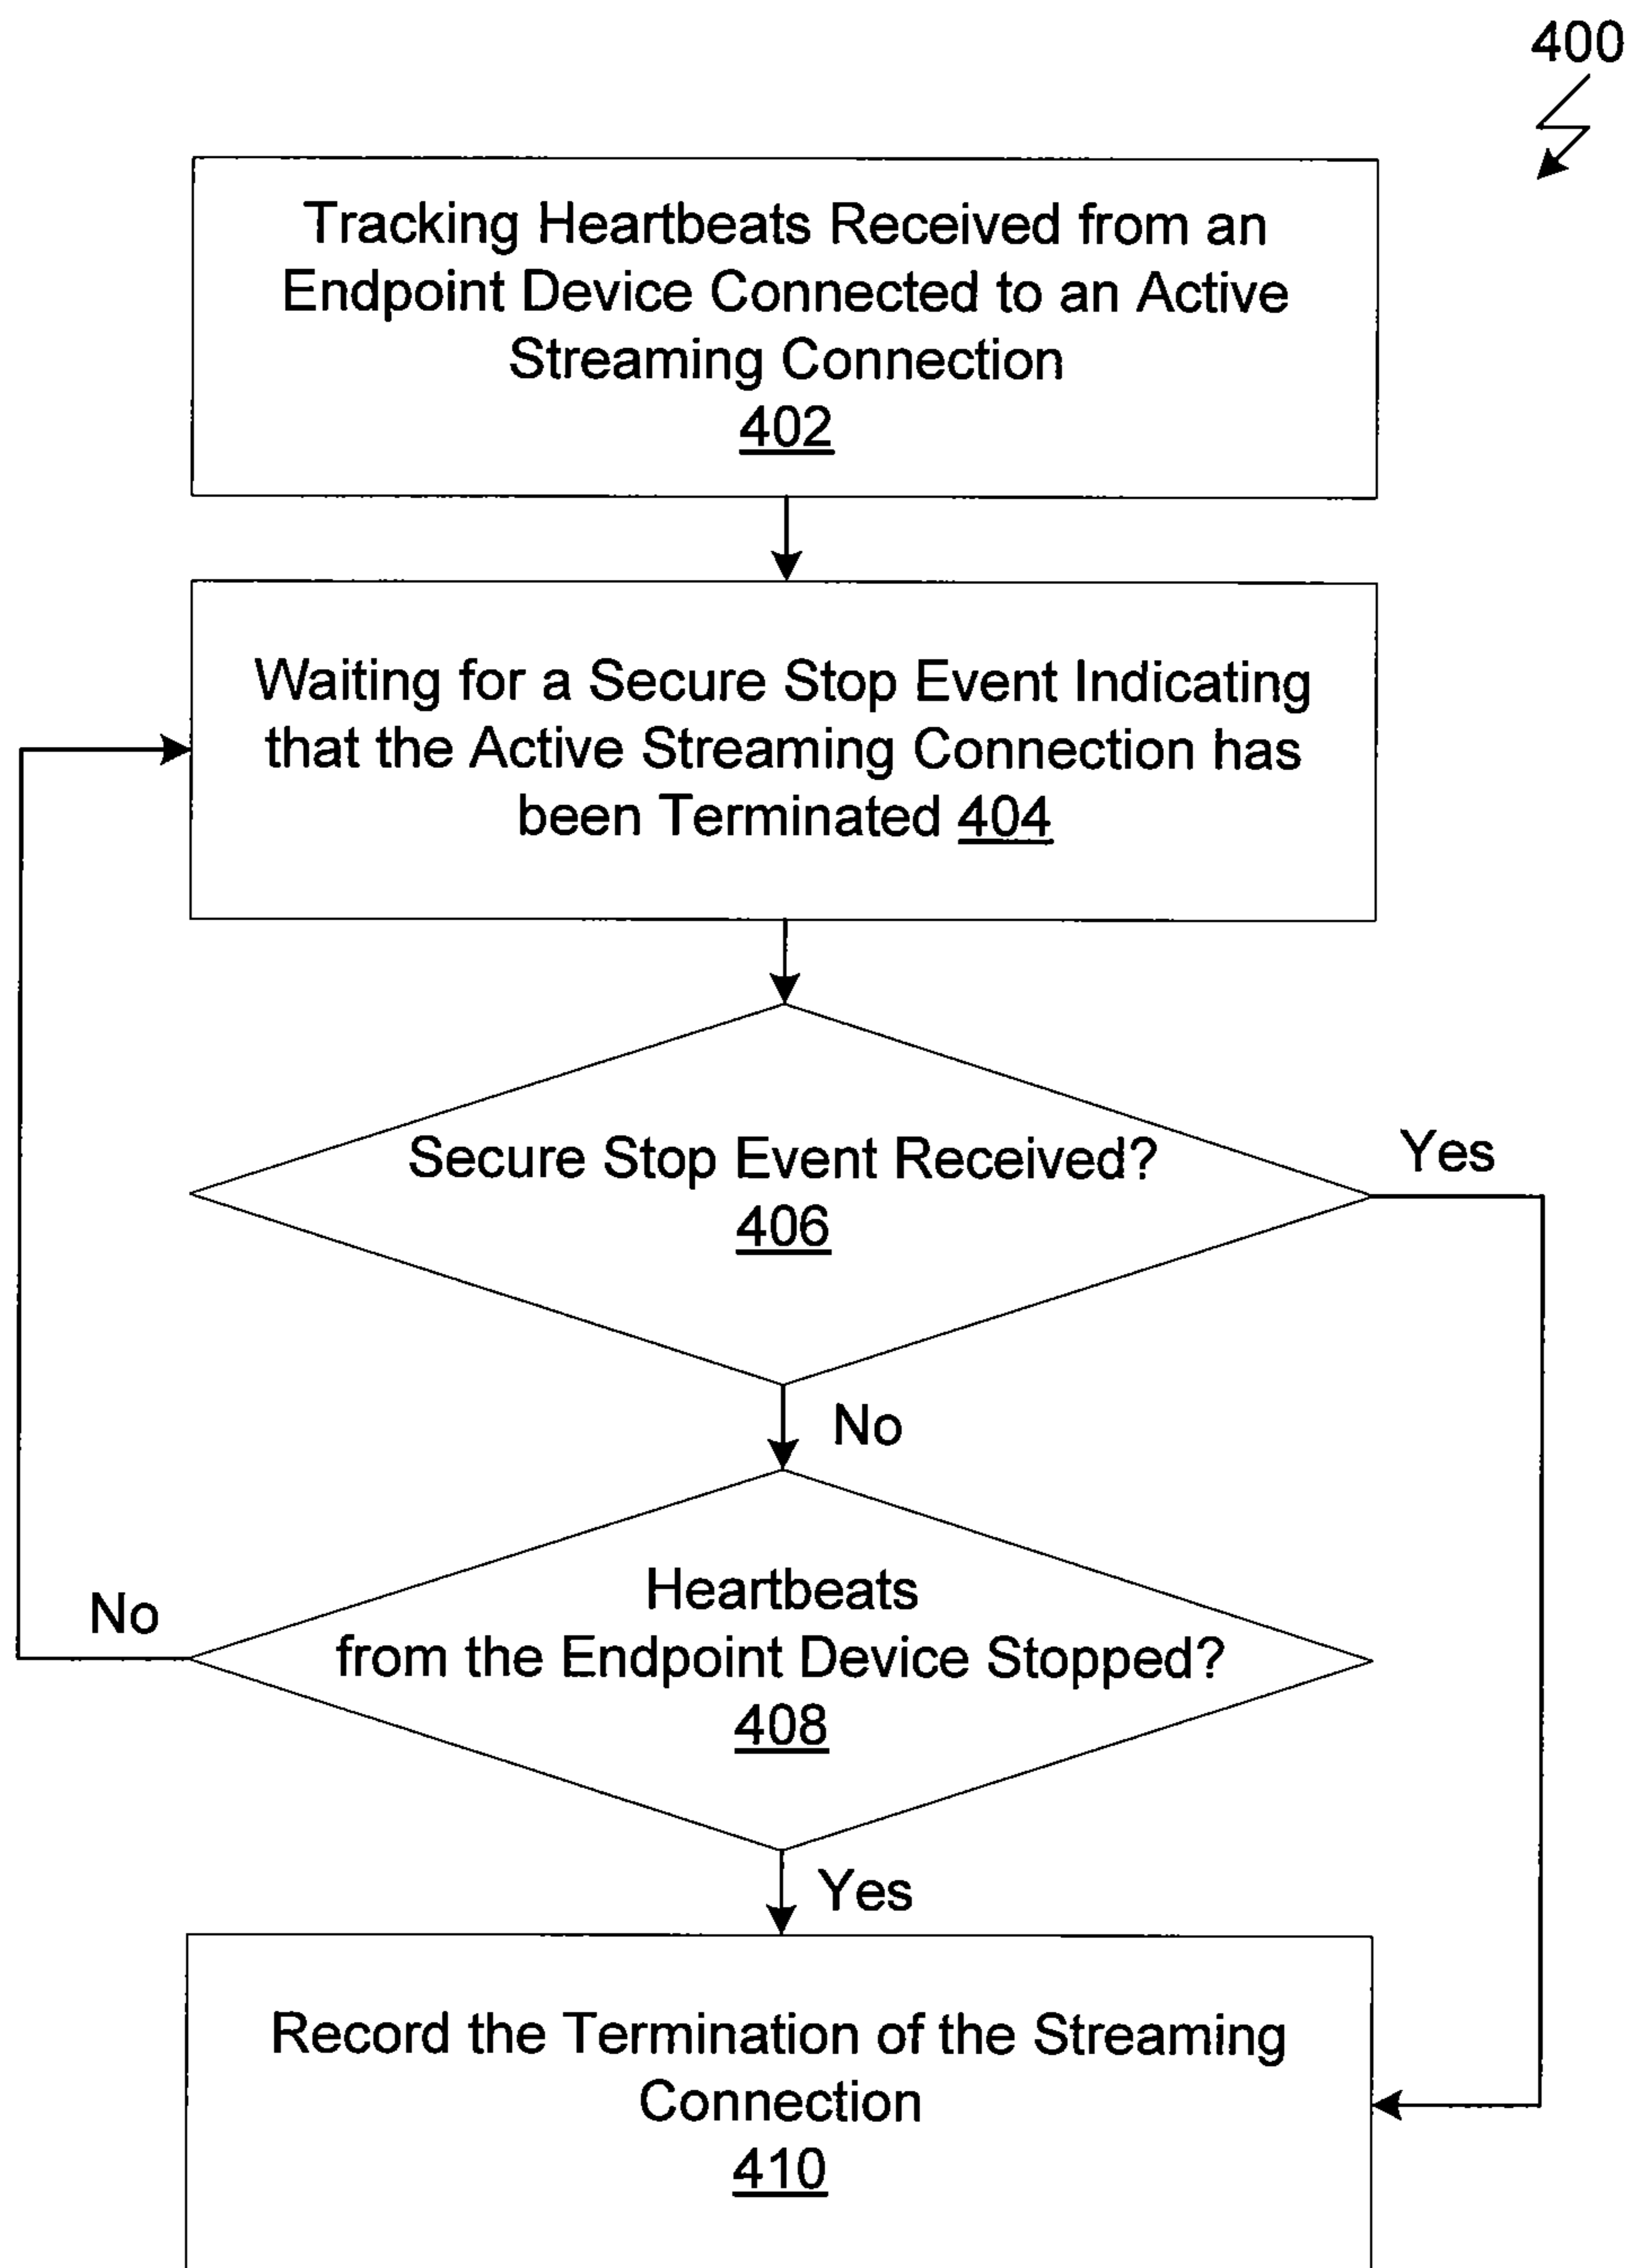 400
Tracking Heartbeats Received from an
Endpoint Device Connected to an Active
Streaming Connection
402
Waiting for a Secure Stop Event Indicating
that the Active Streaming Connection has
been Terminated 404
Secure Stop Event Received?
406
Yes
No
Heartbeats
from the Endpoint Device Stopped?
408
No
Yes
Record the Termination of the Streaming
Connection
410